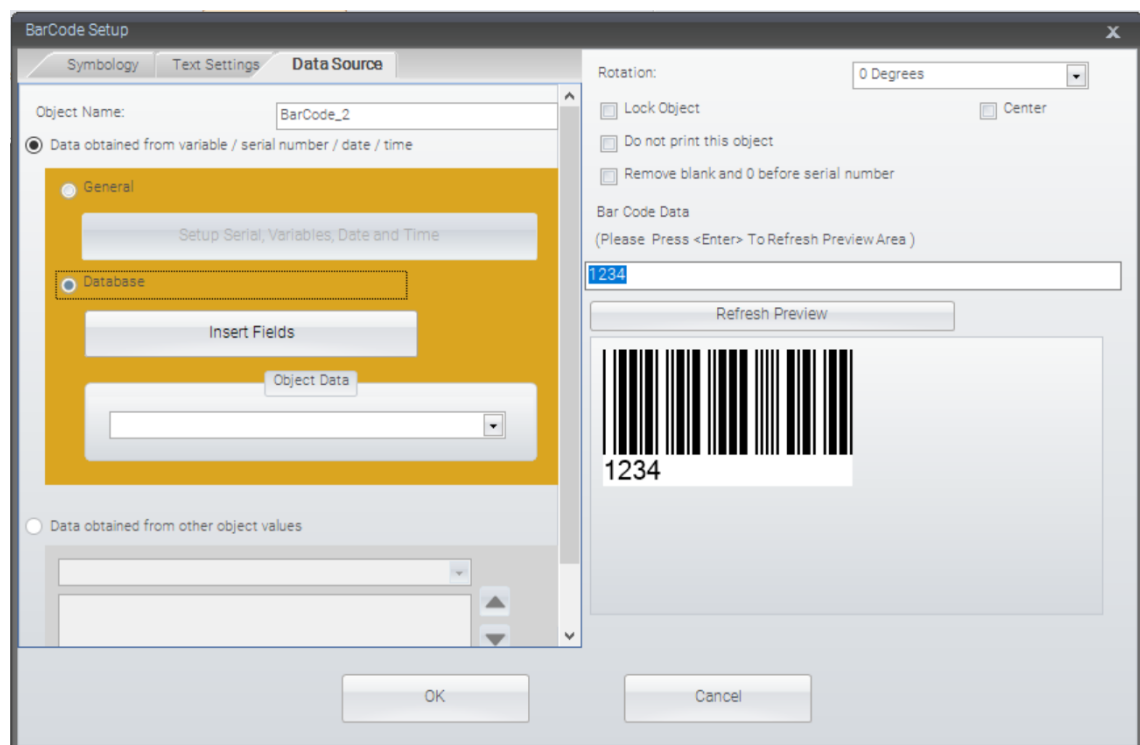 BarCode Setup
x
Symbology
Text Settings
Data Source
Object Name:
BarCode_2
Data obtained from variable / serial number / date / time
General
Setup Serial, Variables, Date and Time
Database
Insert Fields
Object Data
Data obtained from other object values
Rotation:
0 Degrees
Lock Object
Center
Do not print this object
Remove blank and 0 before serial number
Bar Code Data
(Please Press <Enter> To Refresh Preview Area )
1234
Refresh Preview
1234
OK
Cancel